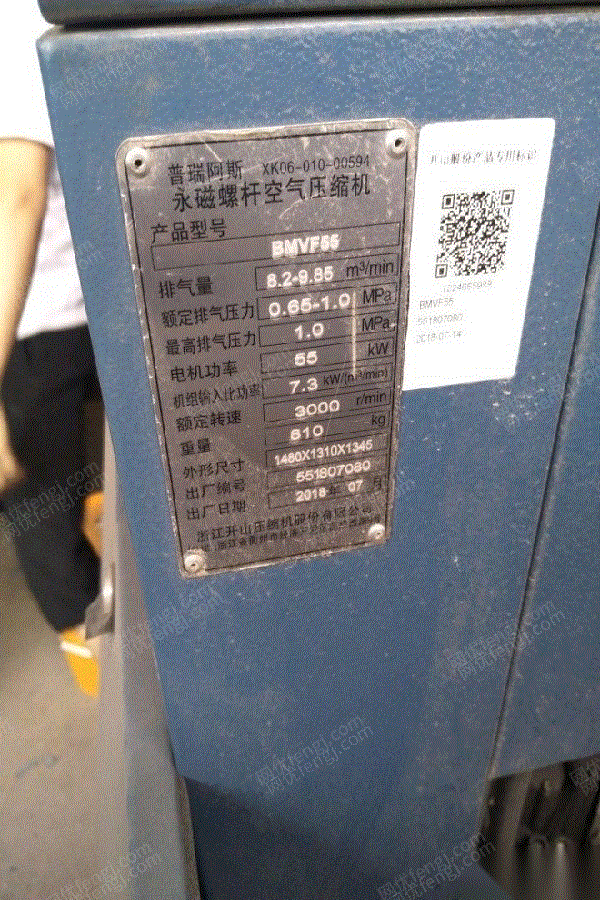 普瑞阿斯 XK06-010-00594
永磁螺杆空气压缩机
产品型号 BMVF55
排气量 8.2-9.85 m³/min
额定排气压力 0.65-1.0 MPa
最高排气压力 1.0 MPa
电机功率 55 kW
机组输入比功率 7.3 kW/(m³/min)
额定转速 3000 r/min
重量 810 kg
外形尺寸 1480X1310X1345
出厂编号 551807080
出厂日期 2018 年 07 月
浙江开山压缩机股份有限公司
开山股份产品专用标识
BMVF55
551807080
2018-07-14